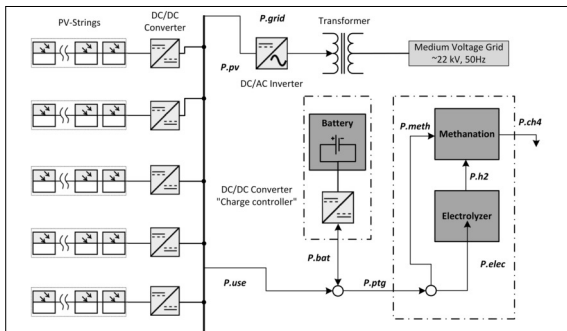 PV-Strings
DC/DC
Converter
P.grid
Transformer
P.pv
DC/AC Inverter
Medium Voltage Grid
~22 kV, 50Hz
Battery
+ -
DC/DC Converter
"Charge controller"
P.meth
Methanation
P.ch4
P.h2
Electrolyzer
P.bat
P.elec
P.use
P.ptg